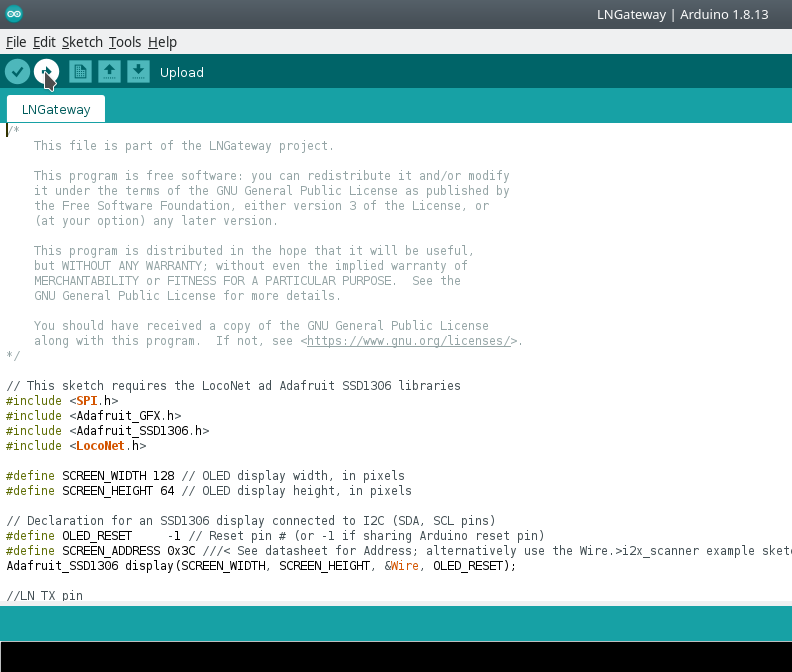 LNGateway | Arduino 1.8.13
File Edit Sketch Tools Help
Upload
LNGateway
/*
This file is part of the LNGateway project.
This program is free software: you can redistribute it and/or modify
it under the terms of the GNU General Public License as published by
the Free Software Foundation, either version 3 of the License, or
(at your option) any later version.
This program is distributed in the hope that it will be useful,
but WITHOUT ANY WARRANTY; without even the implied warranty of
MERCHANTABILITY or FITNESS FOR A PARTICULAR PURPOSE.  See the
GNU General Public License for more details.
You should have received a copy of the GNU General Public License
along with this program.  If not, see <https://www.gnu.org/licenses/>.
*/
// This sketch requires the LocoNet ad Adafruit SSD1306 libraries
#include <SPI.h>
#include <Adafruit_GFX.h>
#include <Adafruit_SSD1306.h>
#include <LocoNet.h>
#define SCREEN_WIDTH 128 // OLED display width, in pixels
#define SCREEN_HEIGHT 64 // OLED display height, in pixels
// Declaration for an SSD1306 display connected to I2C (SDA, SCL pins)
#define OLED_RESET     -1 // Reset pin # (or -1 if sharing Arduino reset pin)
#define SCREEN_ADDRESS 0x3C ///< See datasheet for Address; alternatively use the Wire.>i2x_scanner example sket
Adafruit_SSD1306 display(SCREEN_WIDTH, SCREEN_HEIGHT, &Wire, OLED_RESET);
//LN TX pin